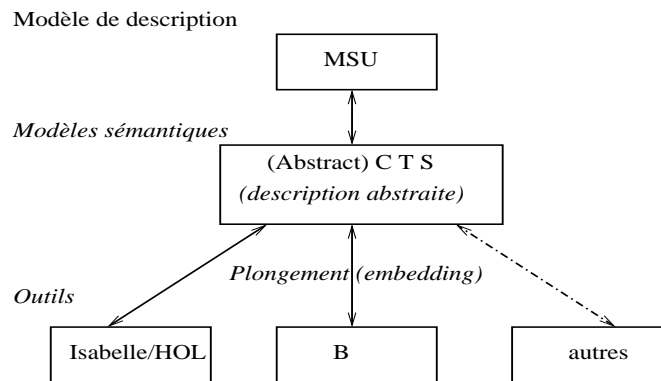 Modèle de description
MSU
Modèles sémantiques
(Abstract) C T S
(description abstraite)
Plongement (embedding)
Outils
Isabelle/HOL
B
autres